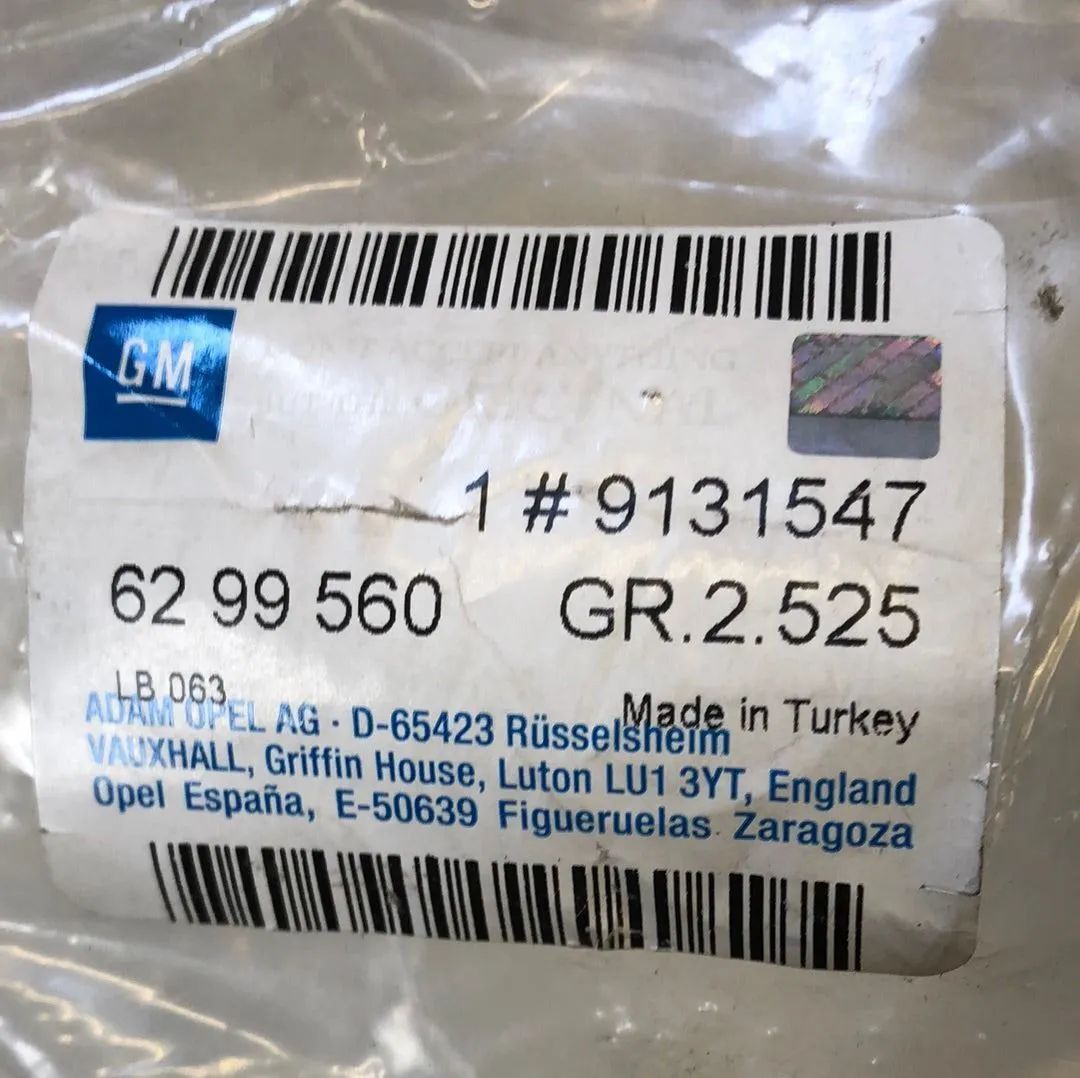 GM
1 # 9131547
62 99 560 GR.2.525
LB 063
Made in Turkey
ADAM OPEL AG · D-65423 Rüsselsheim
VAUXHALL, Griffin House, Luton LU1 3YT, England
Opel España, E-50639 Figueruelas Zaragoza